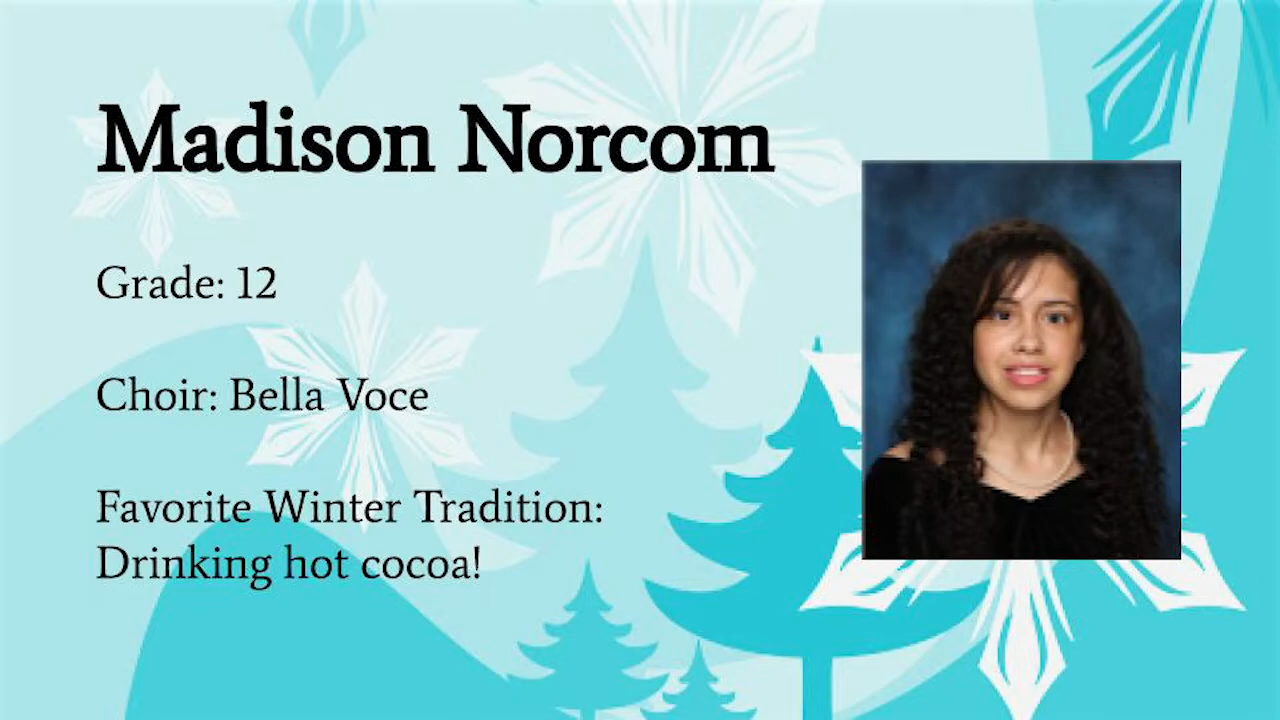 Madison Norcom
Grade: 12
Choir: Bella Voce
Favorite Winter Tradition:
Drinking hot cocoa!